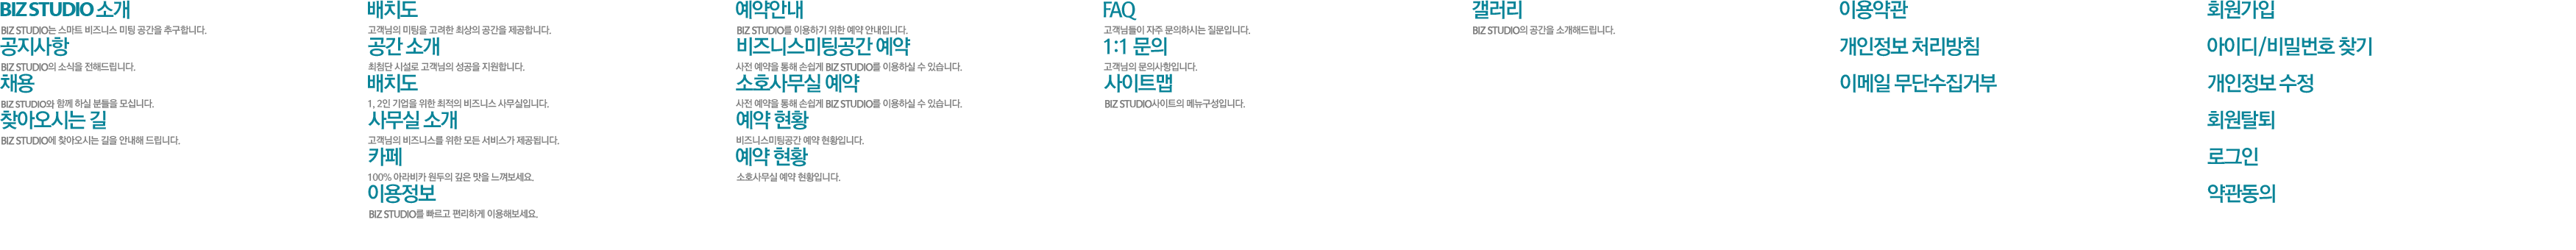 BIZ STUDIO 소개
BIZ STUDIO는 스마트 비즈니스 미팅 공간을 추구합니다.
공지사항
BIZ STUDIO의 소식을 전해드립니다.
채용
BIZ STUDIO와 함께 하실 분들을 모십니다.
찾아오시는 길
BIZ STUDIO에 찾아오시는 길을 안내해 드립니다.
배치도
고객님의 미팅을 고려한 최상의 공간을 제공합니다.
공간 소개
최첨단 시설로 고객님의 성공을 지원합니다.
배치도
1, 2인 기업을 위한 최적의 비즈니스 사무실입니다.
사무실 소개
고객님의 비즈니스를 위한 모든 서비스가 제공됩니다.
카페
100% 아라비카 원두의 깊은 맛을 느껴보세요.
이용정보
BIZ STUDIO를 빠르고 편리하게 이용해보세요.
예약안내
BIZ STUDIO를 이용하기 위한 예약 안내입니다.
비즈니스미팅공간 예약
사전 예약을 통해 손쉽게 BIZ STUDIO를 이용하실 수 있습니다.
소호사무실 예약
사전 예약을 통해 손쉽게 BIZ STUDIO를 이용하실 수 있습니다.
예약 현황
비즈니스미팅공간 예약 현황입니다.
예약 현황
소호사무실 예약 현황입니다.
FAQ
고객님들이 자주 문의하시는 질문입니다.
1:1 문의
고객님의 문의사항입니다.
사이트맵
BIZ STUDIO사이트의 메뉴구성입니다.
갤러리
BIZ STUDIO의 공간을 소개해드립니다.
이용약관
개인정보 처리방침
이메일 무단수집거부
회원가입
아이디/비밀번호 찾기
개인정보 수정
회원탈퇴
로그인
약관동의